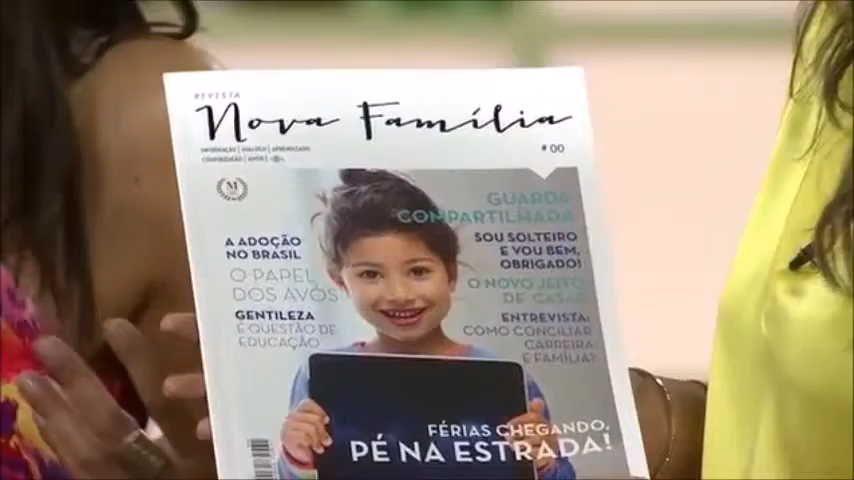 REVISTA
Nova Família
INFORMAÇÃO | DIÁLOGO | APRENDIZADO
COMPREENSÃO | AMOR |
# 00
M
GUARDA
COMPARTILHADA
A ADOÇÃO
NO BRASIL
O PAPEL
DOS AVÓS
GENTILEZA
É QUESTÃO DE
EDUCAÇÃO
SOU SOLTEIRO
E VOU BEM,
OBRIGADO!
O NOVO JEITO
DE CASAR
ENTREVISTA:
COMO CONCILIAR
CARREIRA
E FAMÍLIA?
FÉRIAS CHEGANDO,
PÉ NA ESTRADA!